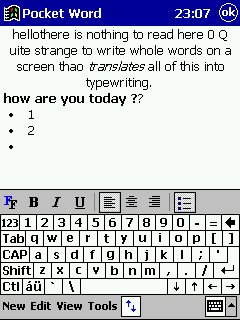 Pocket Word 23:07 ok
hellothere is nothing to read here 0 Q
uite strange to write whole words on a
screen thao translates all of this into
typewriting.
how are you today ??
• 1
• 2
•
B I U
123 1 2 3 4 5 6 7 8 9 0 - =
Tab q w e r t y u i o p [ ]
CAP a s d f g h j k l ; '
Shift z x c v b n m , . /
Ctl áü ` \
New Edit View Tools